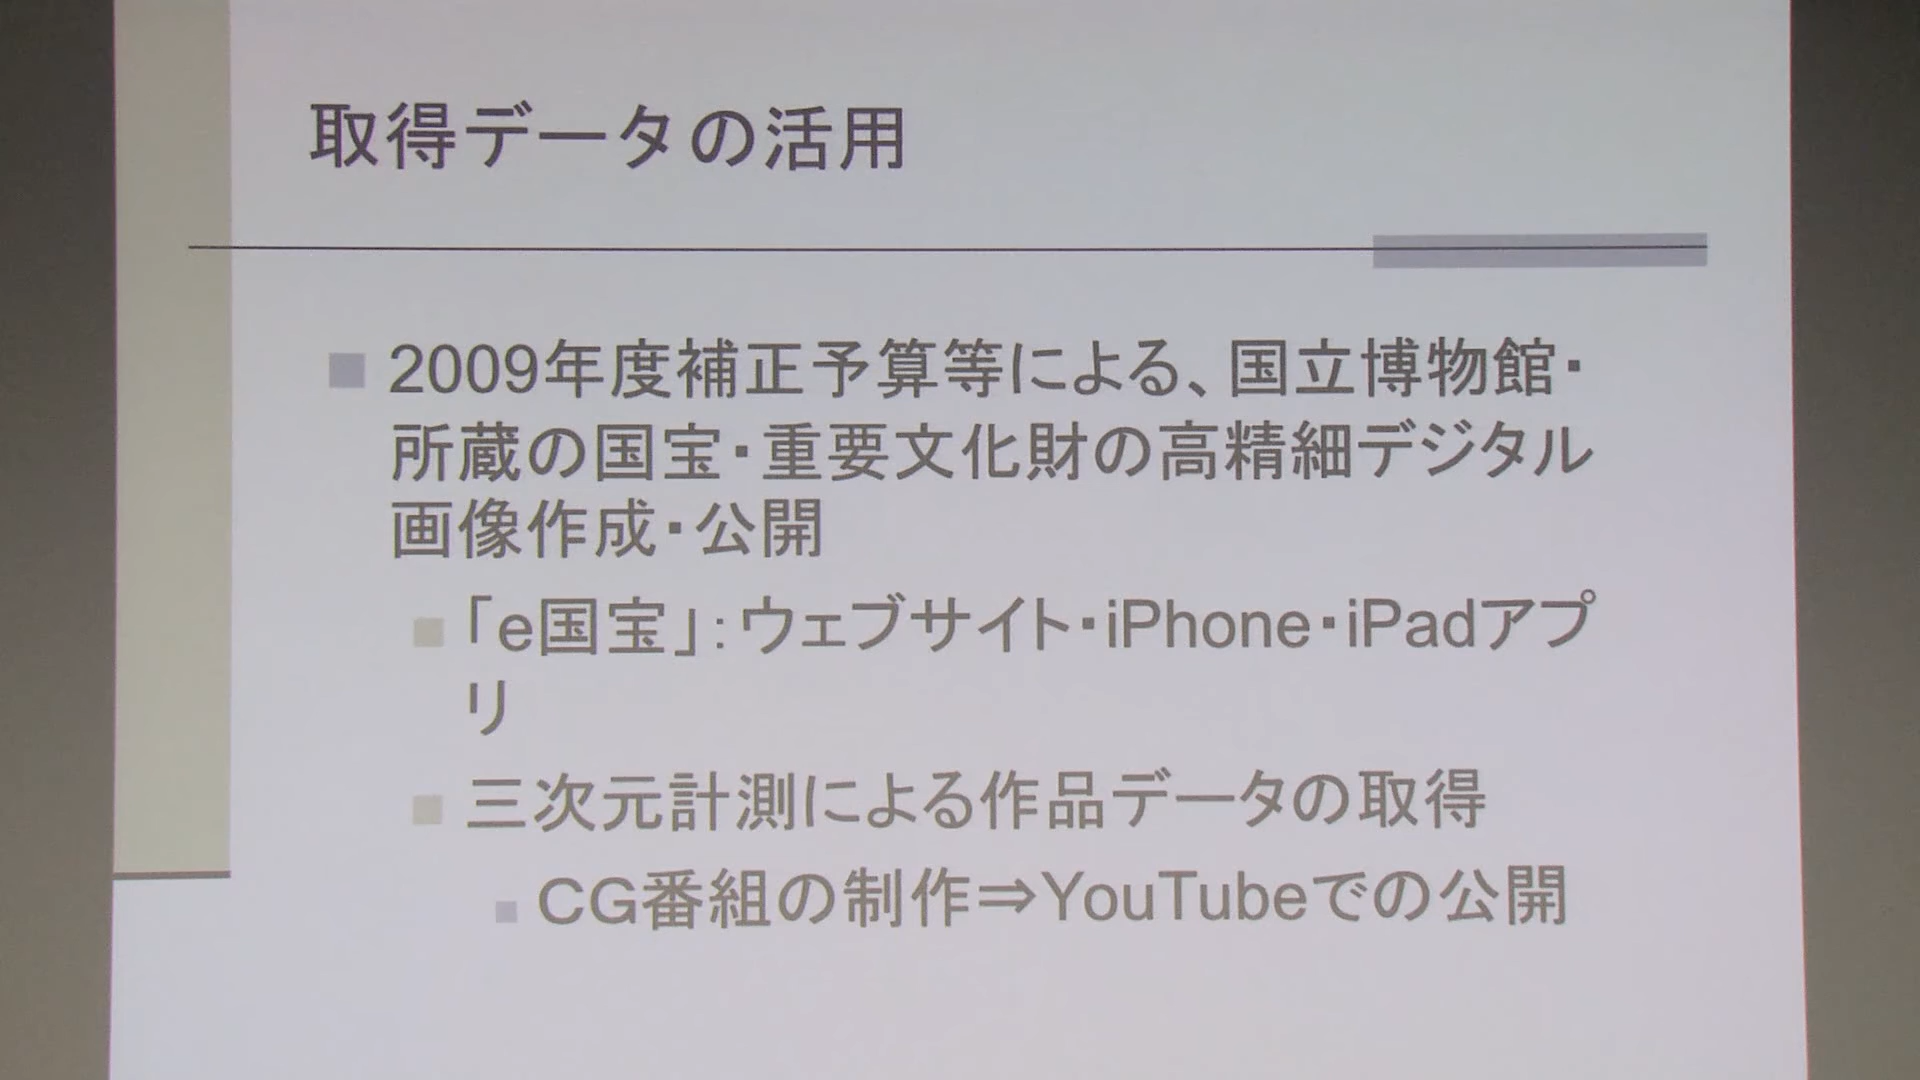 取得データの活用
2009年度補正予算等による、国立博物館・
所蔵の国宝・重要文化財の高精細デジタル
画像作成・公開
「e国宝」:ウェブサイト・iPhone・iPadアプ
リ
三次元計測による作品データの取得
CG番組の制作⇒YouTubeでの公開